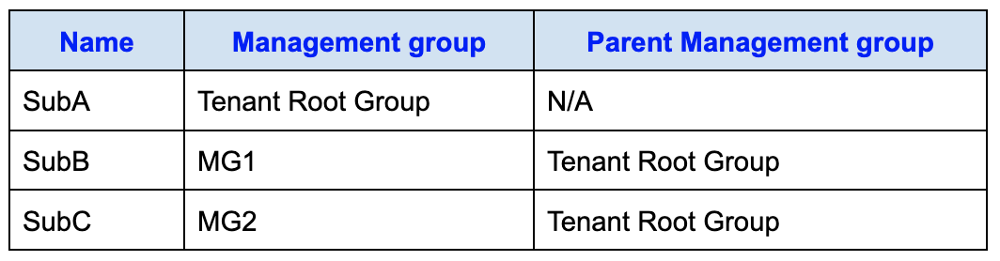 Name Management group Parent Management group
SubA Tenant Root Group N/A
SubB MG1 Tenant Root Group
SubC MG2 Tenant Root Group